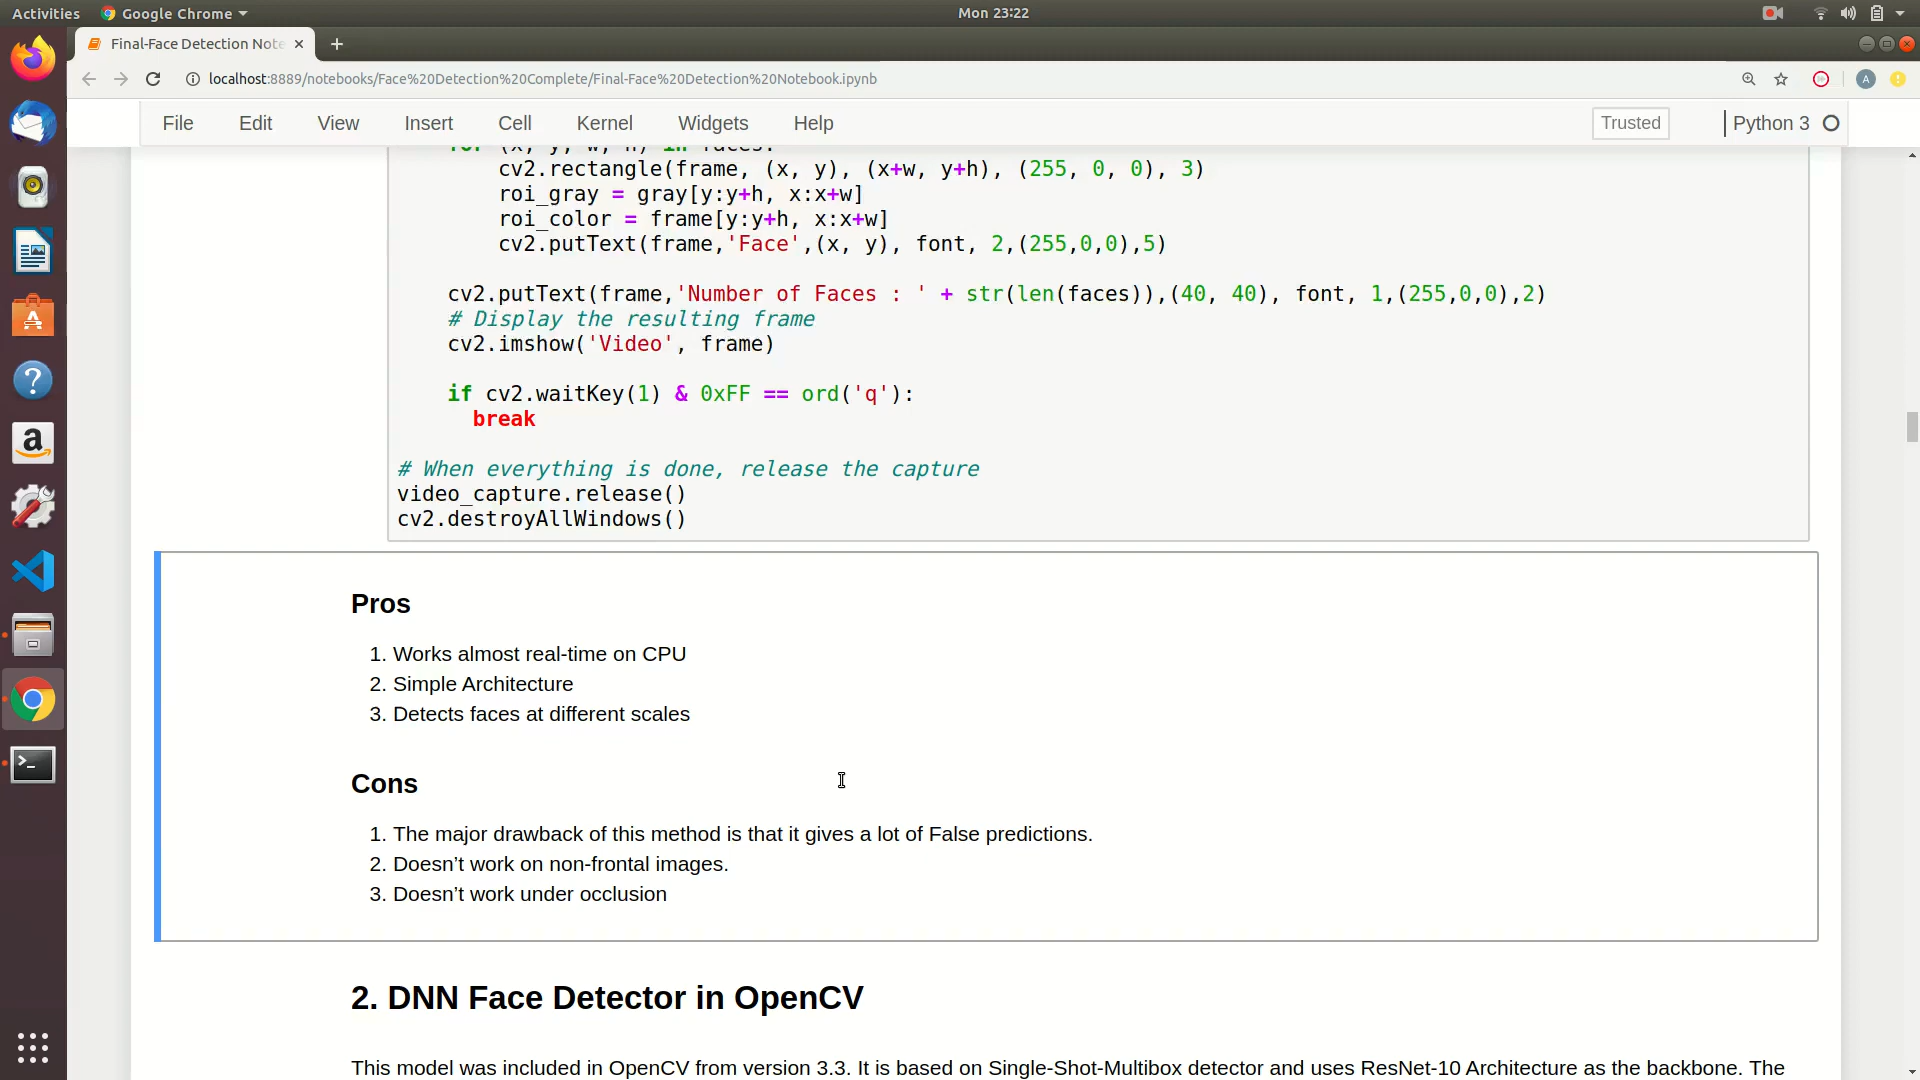 Activities
Google Chrome
Mon 23:22
Final-Face Detection Note
localhost:8889/notebooks/Face%20Detection%20Complete/Final-Face%20Detection%20Notebook.ipynb
A
File Edit View Insert Cell Kernel Widgets Help
Trusted
Python 3
for (x, y, w, h) in faces:
cv2.rectangle(frame, (x, y), (x+w, y+h), (255, 0, 0), 3)
roi_gray = gray[y:y+h, x:x+w]
roi_color = frame[y:y+h, x:x+w]
cv2.putText(frame,'Face',(x, y), font, 2,(255,0,0),5)
cv2.putText(frame,'Number of Faces : ' + str(len(faces)),(40, 40), font, 1,(255,0,0),2)
# Display the resulting frame
cv2.imshow('Video', frame)
if cv2.waitKey(1) & 0xFF == ord('q'):
break
# When everything is done, release the capture
video_capture.release()
cv2.destroyAllWindows()
Pros
1. Works almost real-time on CPU
2. Simple Architecture
3. Detects faces at different scales
Cons
1. The major drawback of this method is that it gives a lot of False predictions.
2. Doesn’t work on non-frontal images.
3. Doesn’t work under occlusion
2. DNN Face Detector in OpenCV
This model was included in OpenCV from version 3.3. It is based on Single-Shot-Multibox detector and uses ResNet-10 Architecture as the backbone. The